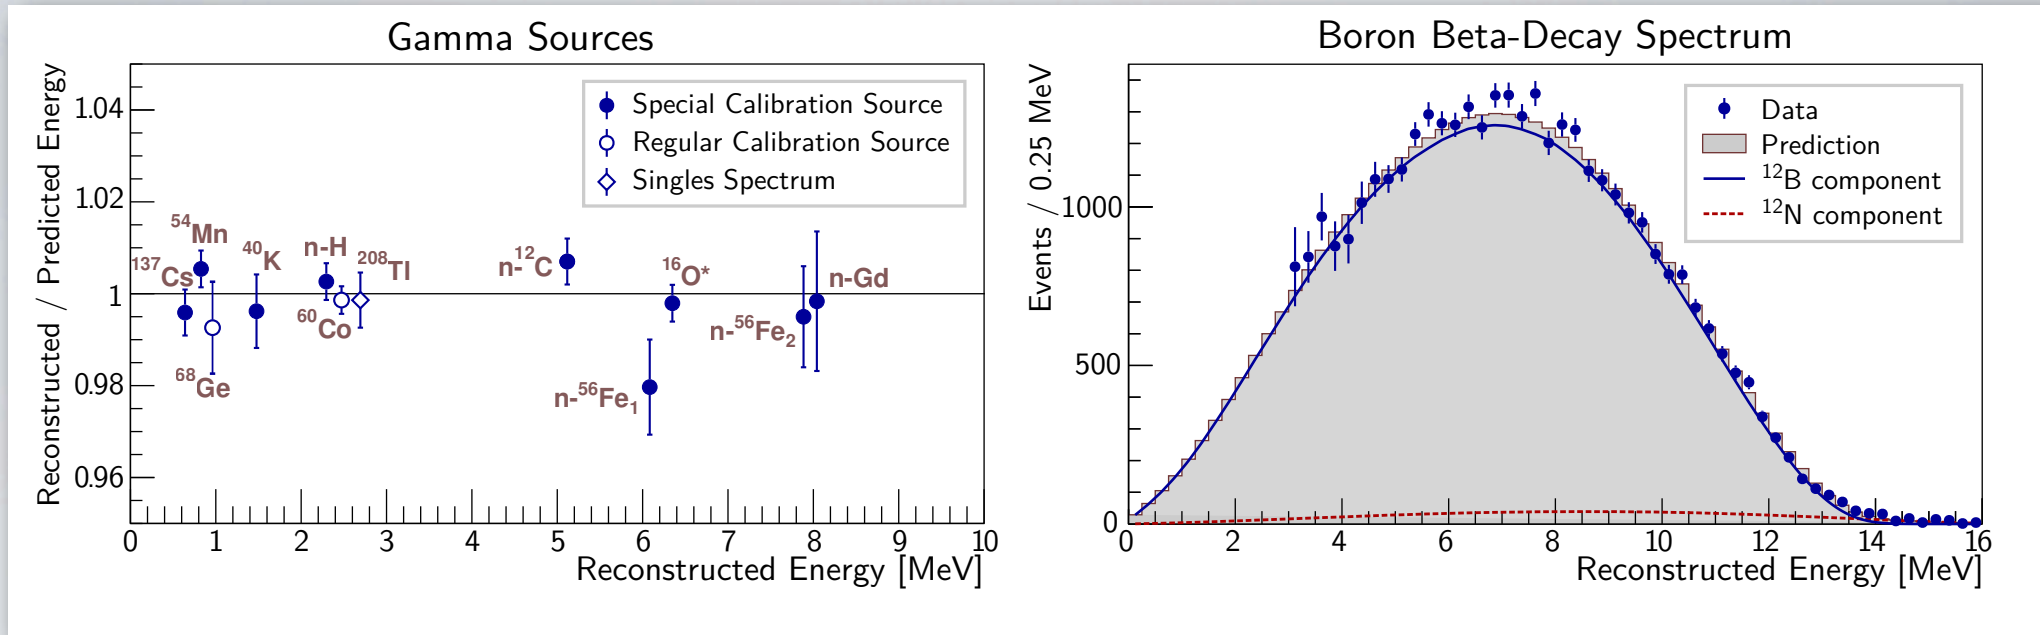 Gamma Sources
Reconstructed / Predicted Energy
1.04
1.02
1
0.98
0.96
Special Calibration Source
Regular Calibration Source
Singles Spectrum
¹³⁷Cs
⁵⁴Mn
⁶⁸Ge
⁴⁰K
n-H
⁶⁰Co
²⁰⁸Tl
n-¹²C
n-⁵⁶Fe₁
¹⁶O*
n-⁵⁶Fe₂
n-Gd
0 1 2 3 4 5 6 7 8 9 10
Reconstructed Energy [MeV]
Boron Beta-Decay Spectrum
Events / 0.25 MeV
1000
500
0
Data
Prediction
¹²B component
¹²N component
0 2 4 6 8 10 12 14 16
Reconstructed Energy [MeV]